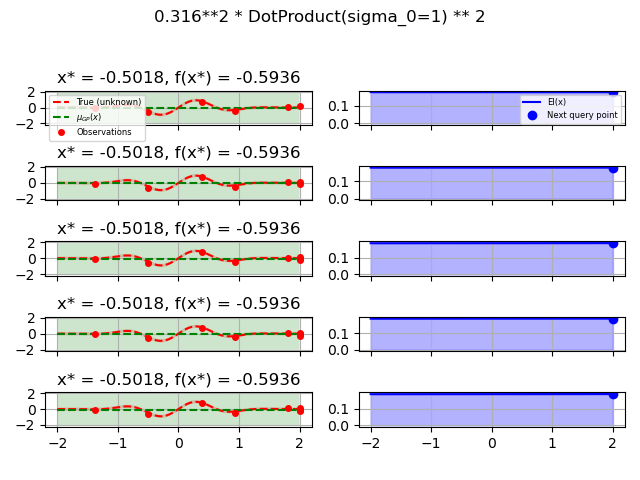 0.316**2 * DotProduct(sigma_0=1) ** 2
x* = -0.5018, f(x*) = -0.5936
2
0
−2
True (unknown)
μGP(x)
Observations
0.1
0.0
EI(x)
Next query point
x* = -0.5018, f(x*) = -0.5936
2
0
−2
0.1
0.0
x* = -0.5018, f(x*) = -0.5936
2
0
−2
0.1
0.0
x* = -0.5018, f(x*) = -0.5936
2
0
−2
0.1
0.0
x* = -0.5018, f(x*) = -0.5936
2
0
−2
0.1
0.0
−2 −1 0 1 2
−2 −1 0 1 2